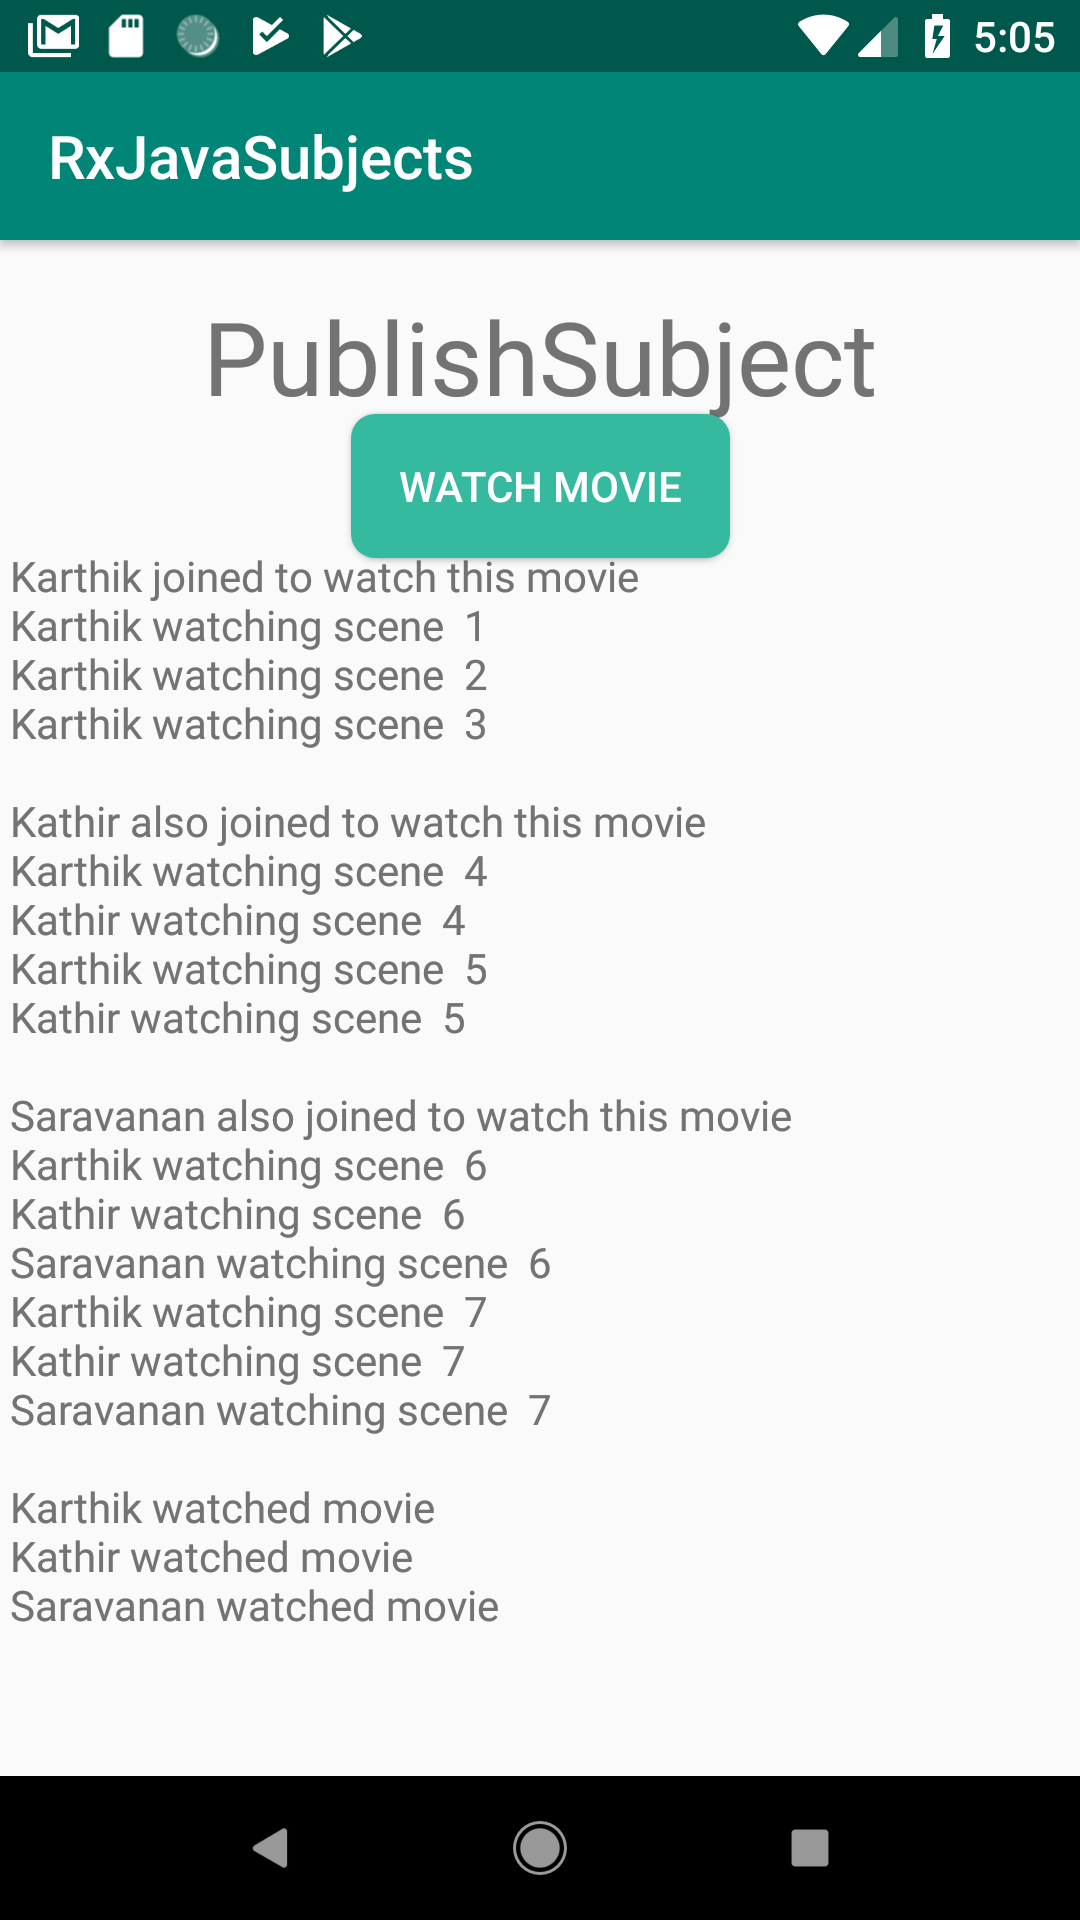 5:05
RxJavaSubjects
PublishSubject
WATCH MOVIE
Karthik joined to watch this movie
Karthik watching scene  1
Karthik watching scene  2
Karthik watching scene  3
Kathir also joined to watch this movie
Karthik watching scene  4
Kathir watching scene  4
Karthik watching scene  5
Kathir watching scene  5
Saravanan also joined to watch this movie
Karthik watching scene  6
Kathir watching scene  6
Saravanan watching scene  6
Karthik watching scene  7
Kathir watching scene  7
Saravanan watching scene  7
Karthik watched movie
Kathir watched movie
Saravanan watched movie